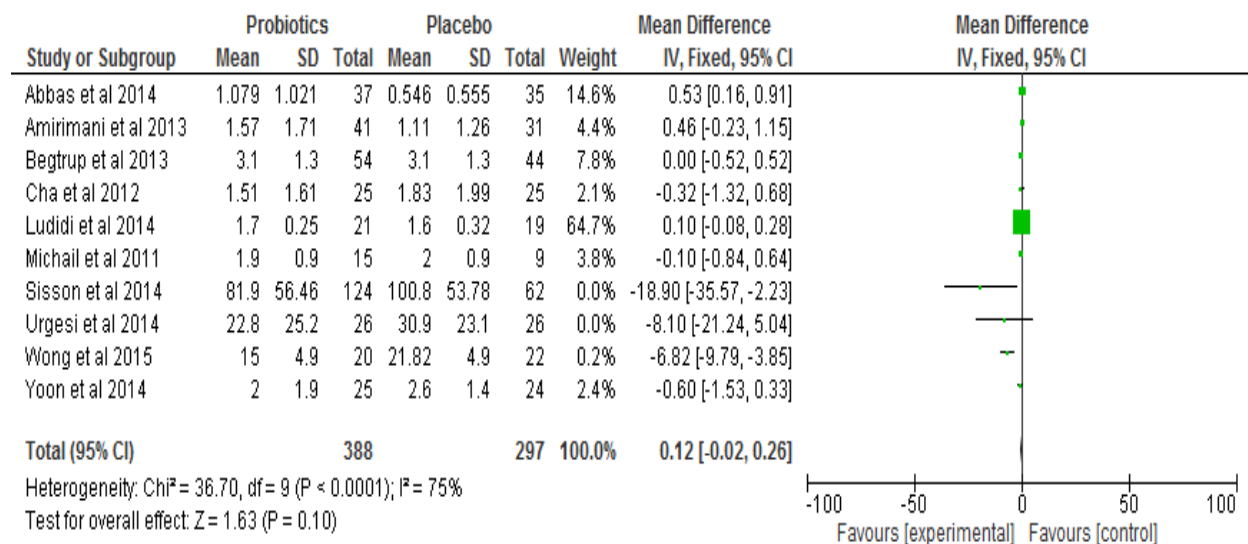 Probiotics Placebo Mean Difference Mean Difference
Study or Subgroup Mean SD Total Mean SD Total Weight IV, Fixed, 95% CI IV, Fixed, 95% CI
Abbas et al 2014 1.079 1.021 37 0.546 0.555 35 14.6% 0.53 [0.16, 0.91]
Amirimani et al 2013 1.57 1.71 41 1.11 1.26 31 4.4% 0.46 [-0.23, 1.15]
Begtrup et al 2013 3.1 1.3 54 3.1 1.3 44 7.8% 0.00 [-0.52, 0.52]
Cha et al 2012 1.51 1.61 25 1.83 1.99 25 2.1% -0.32 [-1.32, 0.68]
Ludidi et al 2014 1.7 0.25 21 1.6 0.32 19 64.7% 0.10 [-0.08, 0.28]
Michail et al 2011 1.9 0.9 15 2 0.9 9 3.8% -0.10 [-0.84, 0.64]
Sisson et al 2014 81.9 56.46 124 100.8 53.78 62 0.0% -18.90 [-35.57, -2.23]
Urgesi et al 2014 22.8 25.2 26 30.9 23.1 26 0.0% -8.10 [-21.24, 5.04]
Wong et al 2015 15 4.9 20 21.82 4.9 22 0.2% -6.82 [-9.79, -3.85]
Yoon et al 2014 2 1.9 25 2.6 1.4 24 2.4% -0.60 [-1.53, 0.33]
Total (95% CI) 388 297 100.0% 0.12 [-0.02, 0.26]
Heterogeneity: Chi² = 36.70, df = 9 (P < 0.0001); I² = 75%
Test for overall effect: Z = 1.63 (P = 0.10)
-100 -50 0 50 100
Favours [experimental] Favours [control]